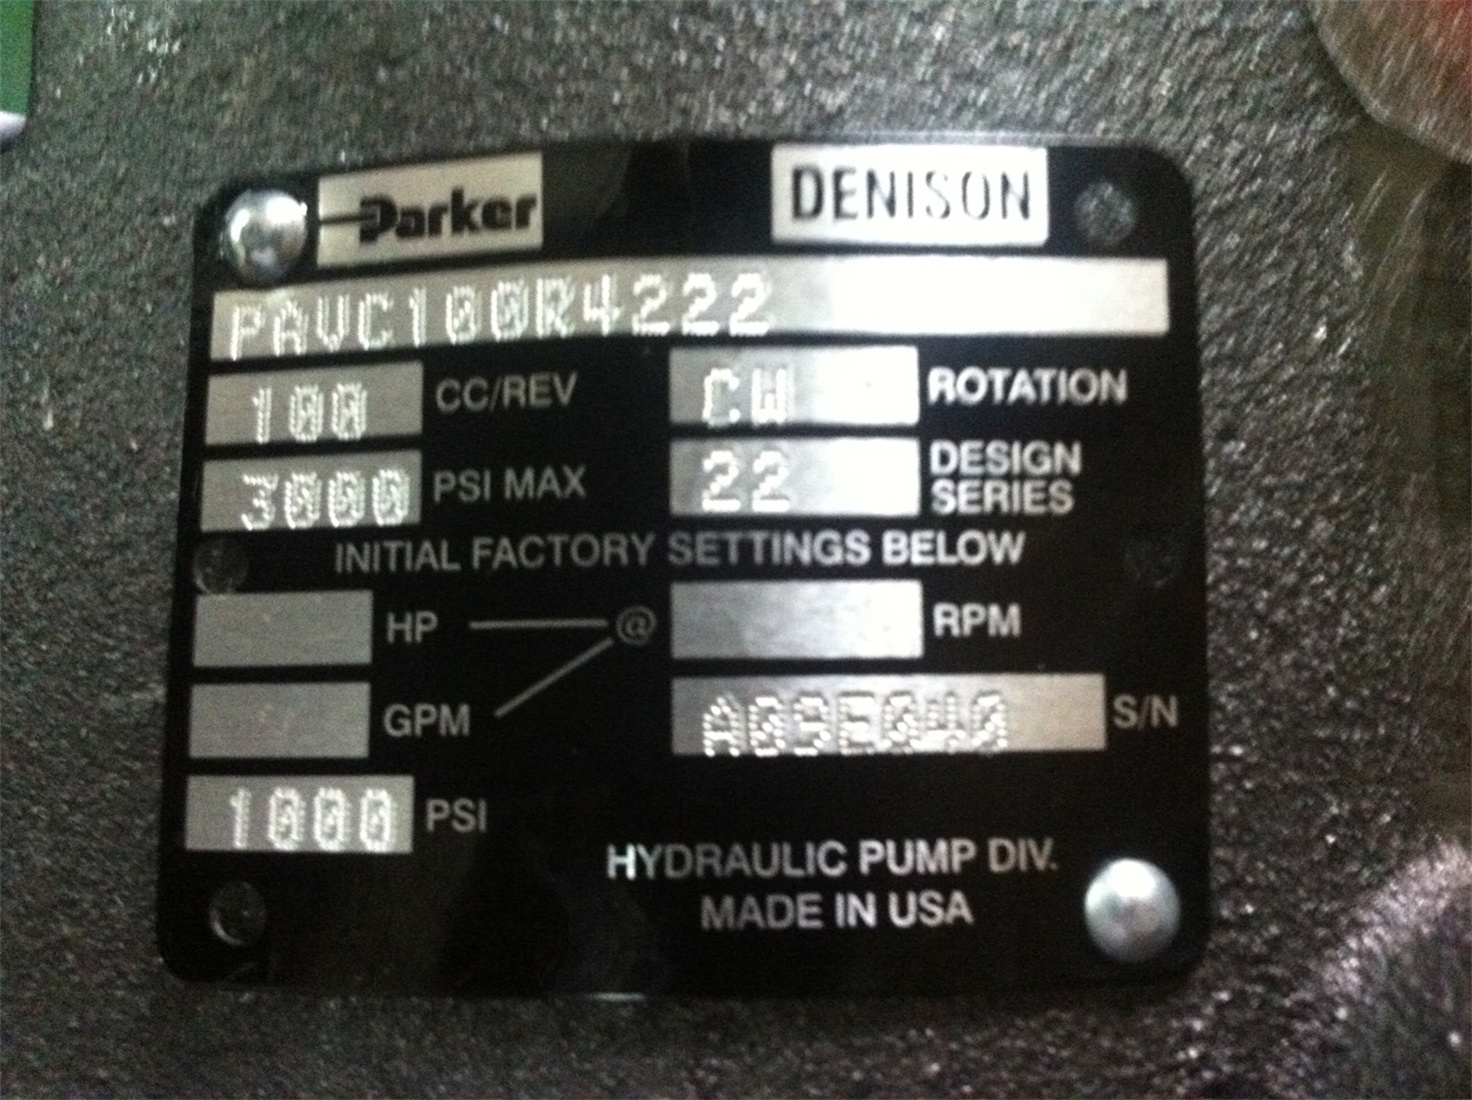 Parker DENISON
PAVC100R4222
100 CC/REV CW ROTATION
3000 PSI MAX 22 DESIGN SERIES
INITIAL FACTORY SETTINGS BELOW
HP @ RPM
GPM A09E040 S/N
1000 PSI
HYDRAULIC PUMP DIV.
MADE IN USA